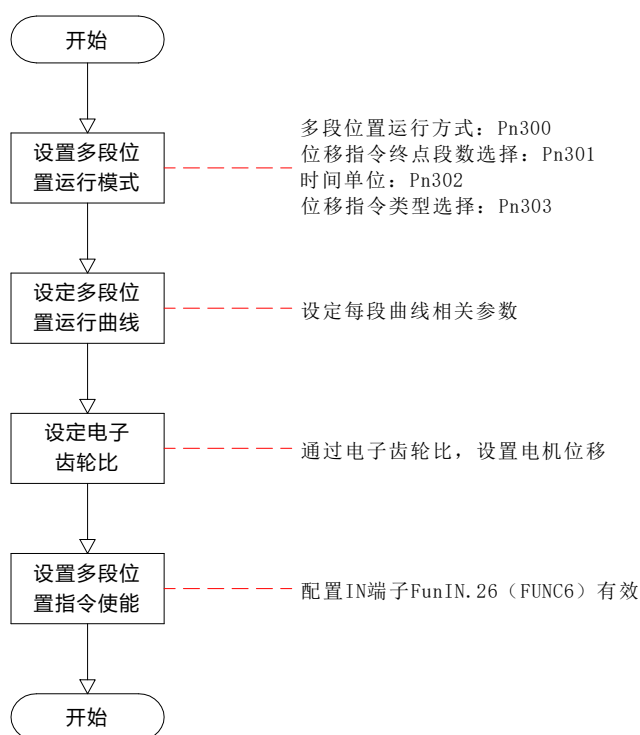 开始
设置多段位
置运行模式
多段位置运行方式：Pn300
位移指令终点段数选择：Pn301
时间单位：Pn302
位移指令类型选择：Pn303
设定多段位
置运行曲线
设定每段曲线相关参数
设定电子
齿轮比
通过电子齿轮比，设置电机位移
设置多段位
置指令使能
配置IN端子FunIN.26（FUNC6）有效
开始